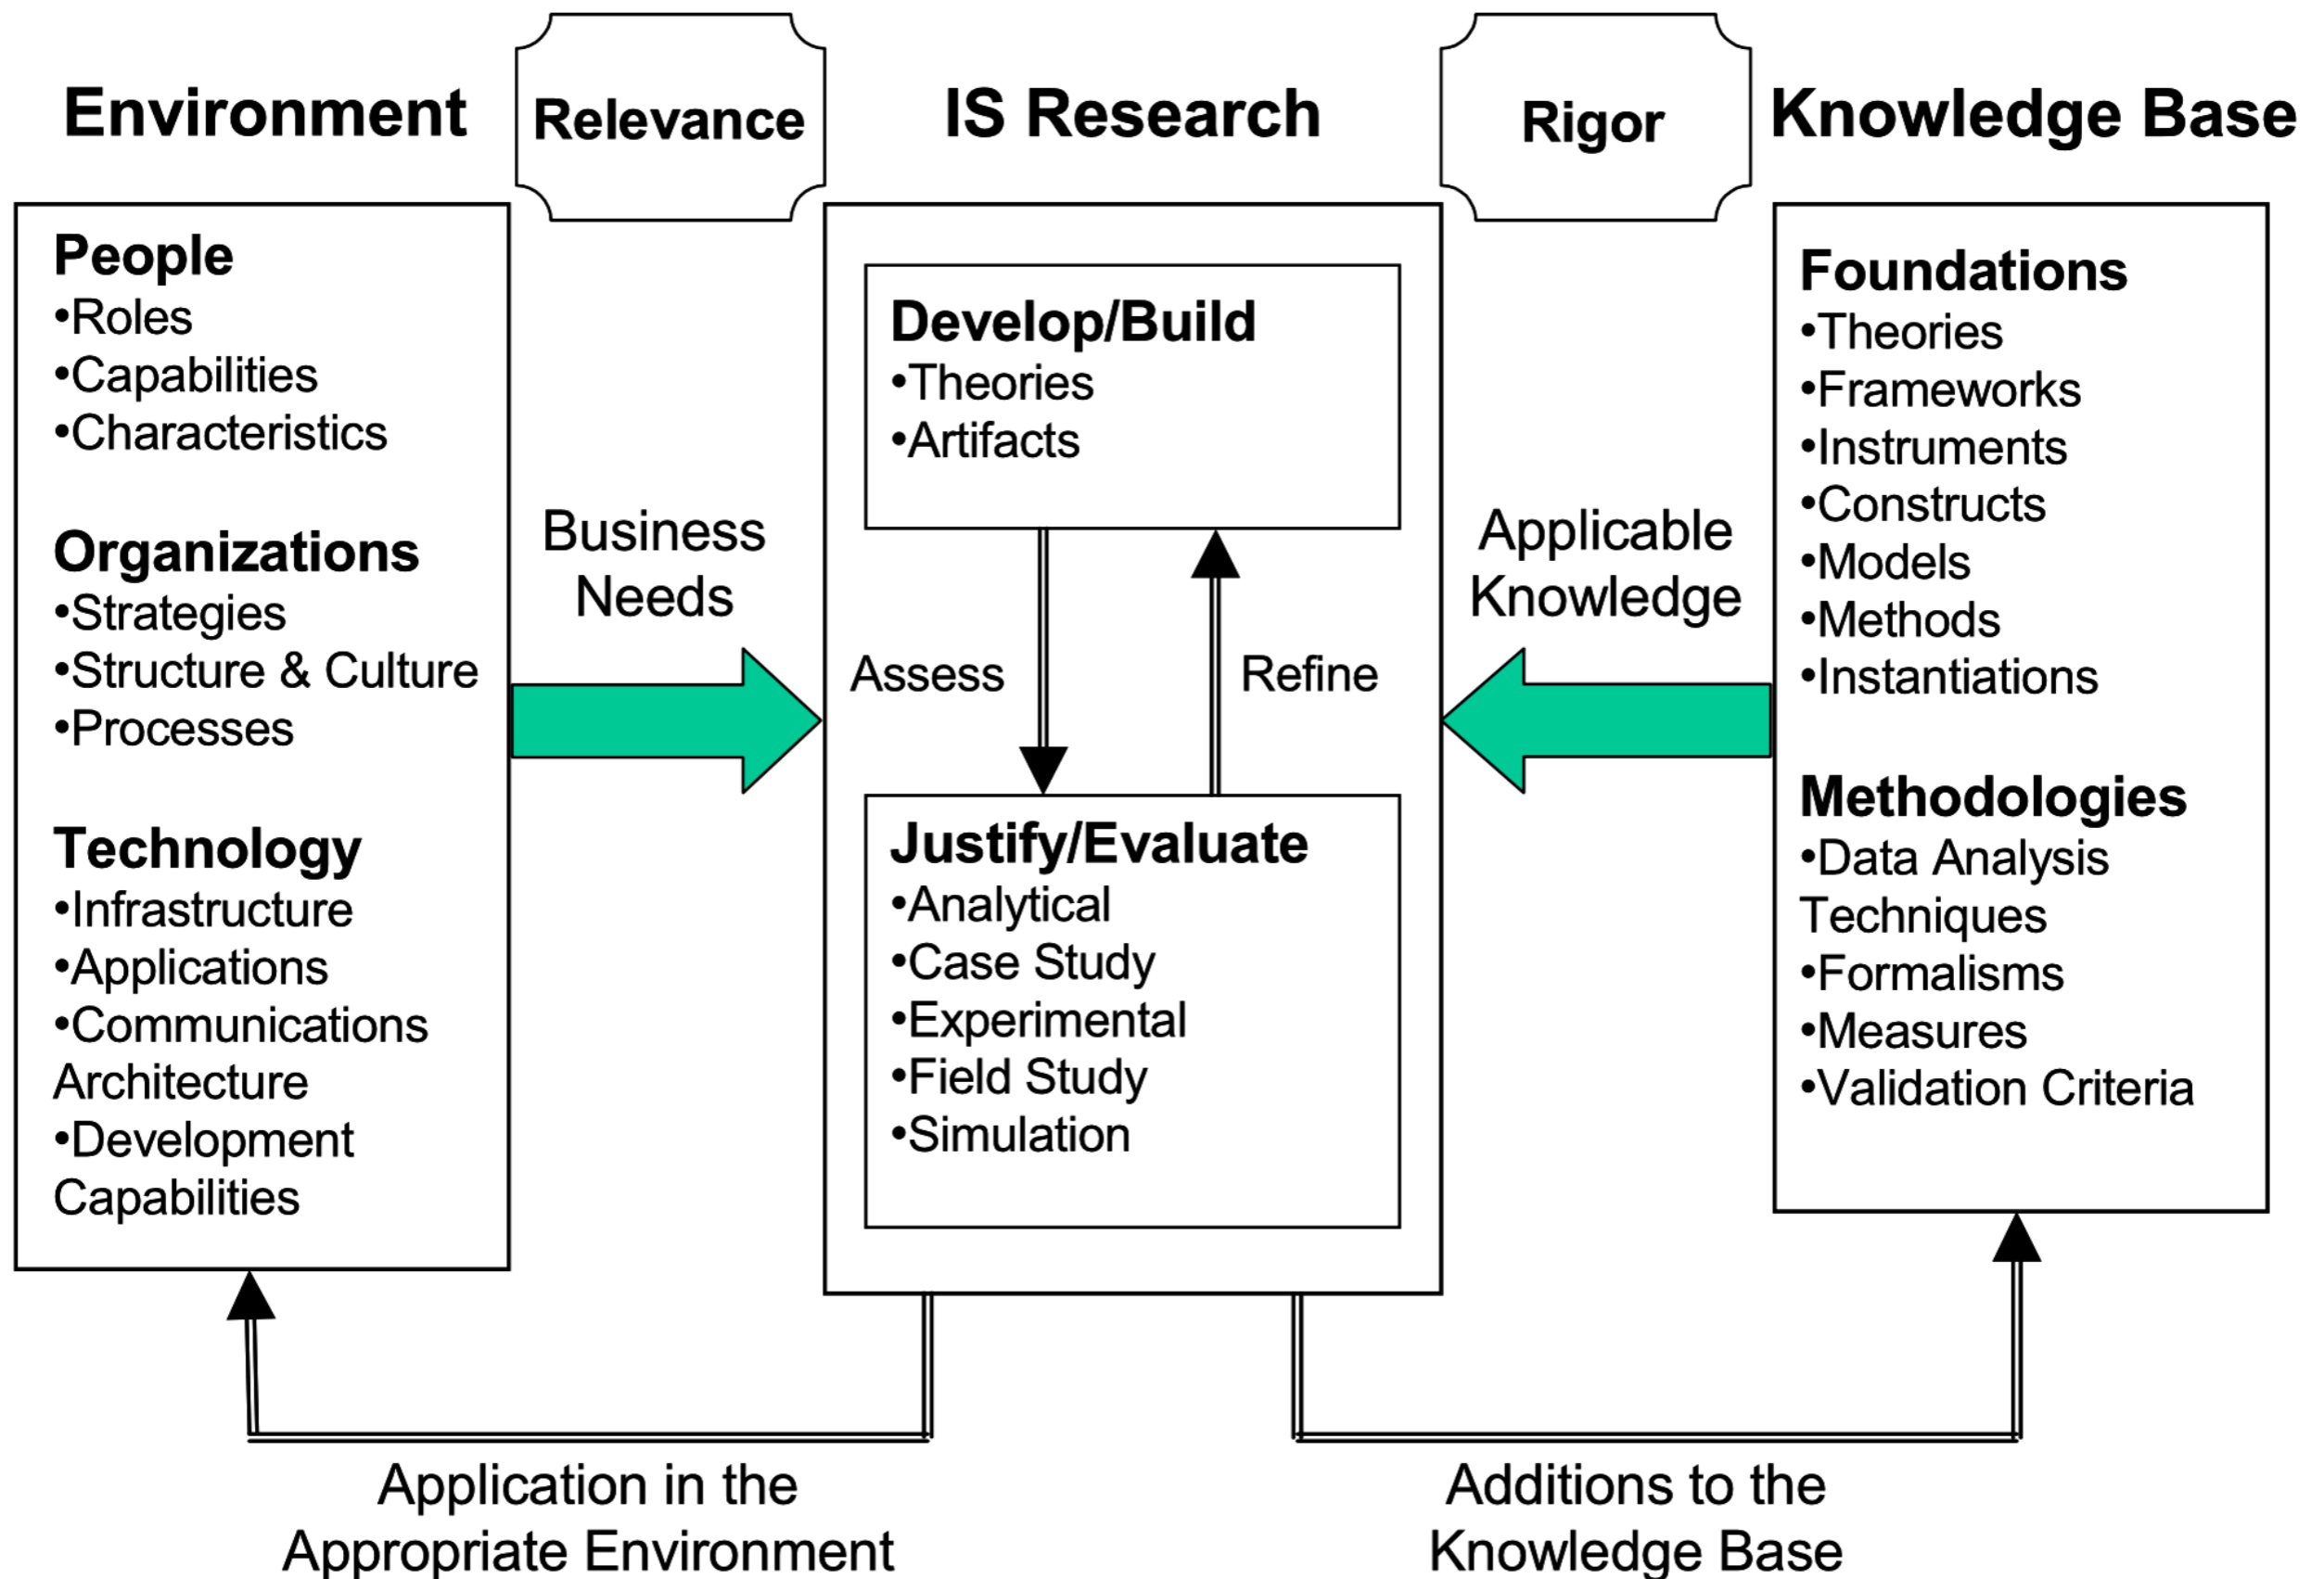 Environment
Relevance
IS Research
Rigor
Knowledge Base
People
•Roles
•Capabilities
•Characteristics
Organizations
•Strategies
•Structure & Culture
•Processes
Technology
•Infrastructure
•Applications
•Communications
Architecture
•Development
Capabilities
Business
Needs
Develop/Build
•Theories
•Artifacts
Assess
Refine
Justify/Evaluate
•Analytical
•Case Study
•Experimental
•Field Study
•Simulation
Applicable
Knowledge
Foundations
•Theories
•Frameworks
•Instruments
•Constructs
•Models
•Methods
•Instantiations
Methodologies
•Data Analysis
Techniques
•Formalisms
•Measures
•Validation Criteria
Application in the
Appropriate Environment
Additions to the
Knowledge Base